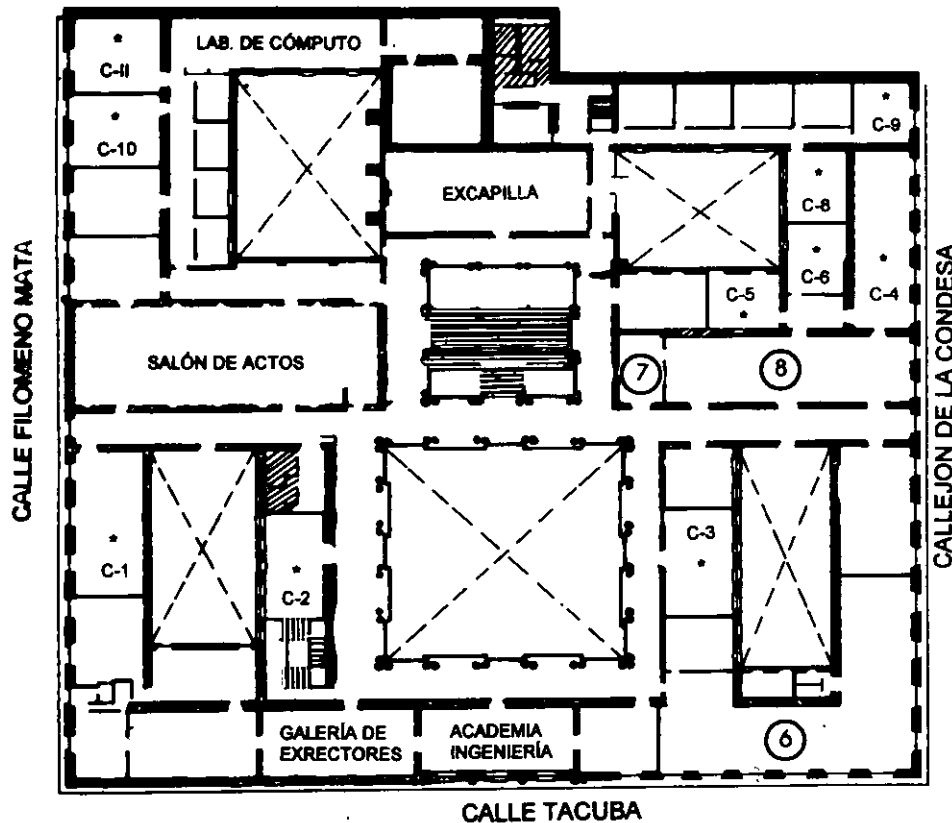 LAB. DE CÓMPUTO
C-11
C-10
C-9
EXCAPILLA
C-8
C-6
C-5
C-4
SALÓN DE ACTOS
7
8
CALLE FILOMENO MATA
CALLEJON DE LA CONDESA
C-1
C-2
C-3
GALERÍA DE
EXRECTORES
ACADEMIA
INGENIERÍA
6
CALLE TACUBA